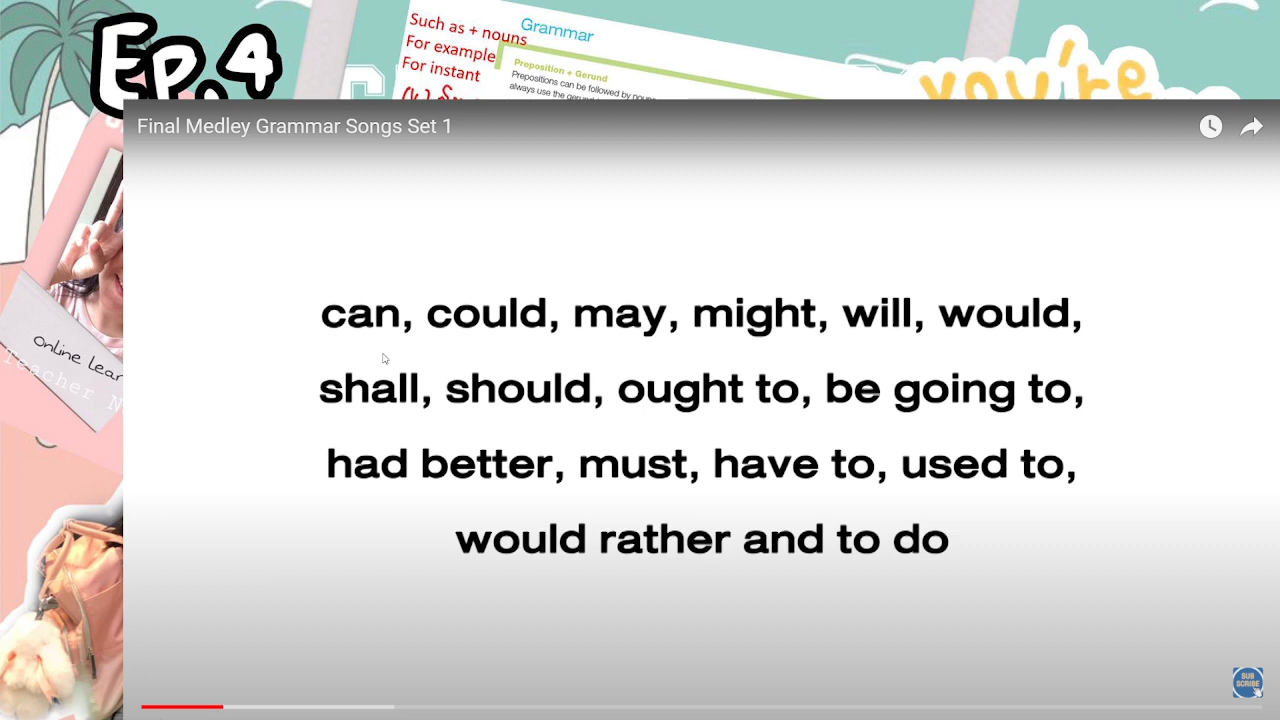 Ep.4
Such as + nouns
For example
For instant
Grammar
Preposition + Gerund
Prepositions can be followed by nouns
always use the gerund
you're
Final Medley Grammar Songs Set 1
can, could, may, might, will, would,
shall, should, ought to, be going to,
had better, must, have to, used to,
would rather and to do
online lear
Teacher N
SUB
SCRIBE